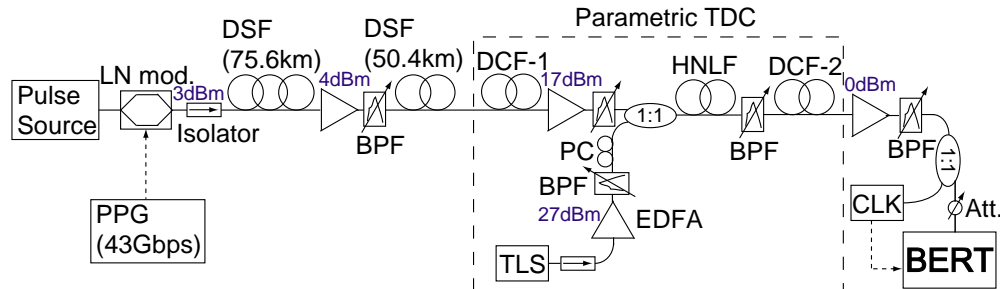 Parametric TDC
DSF
(75.6km)
DSF
(50.4km)
DCF-1
HNLF
DCF-2
LN mod.
3dBm
4dBm
17dBm
0dBm
Pulse
Source
Isolator
BPF
1:1
BPF
BPF
1:1
PC
BPF
PPG
(43Gbps)
27dBm
EDFA
CLK
Att.
TLS
BERT